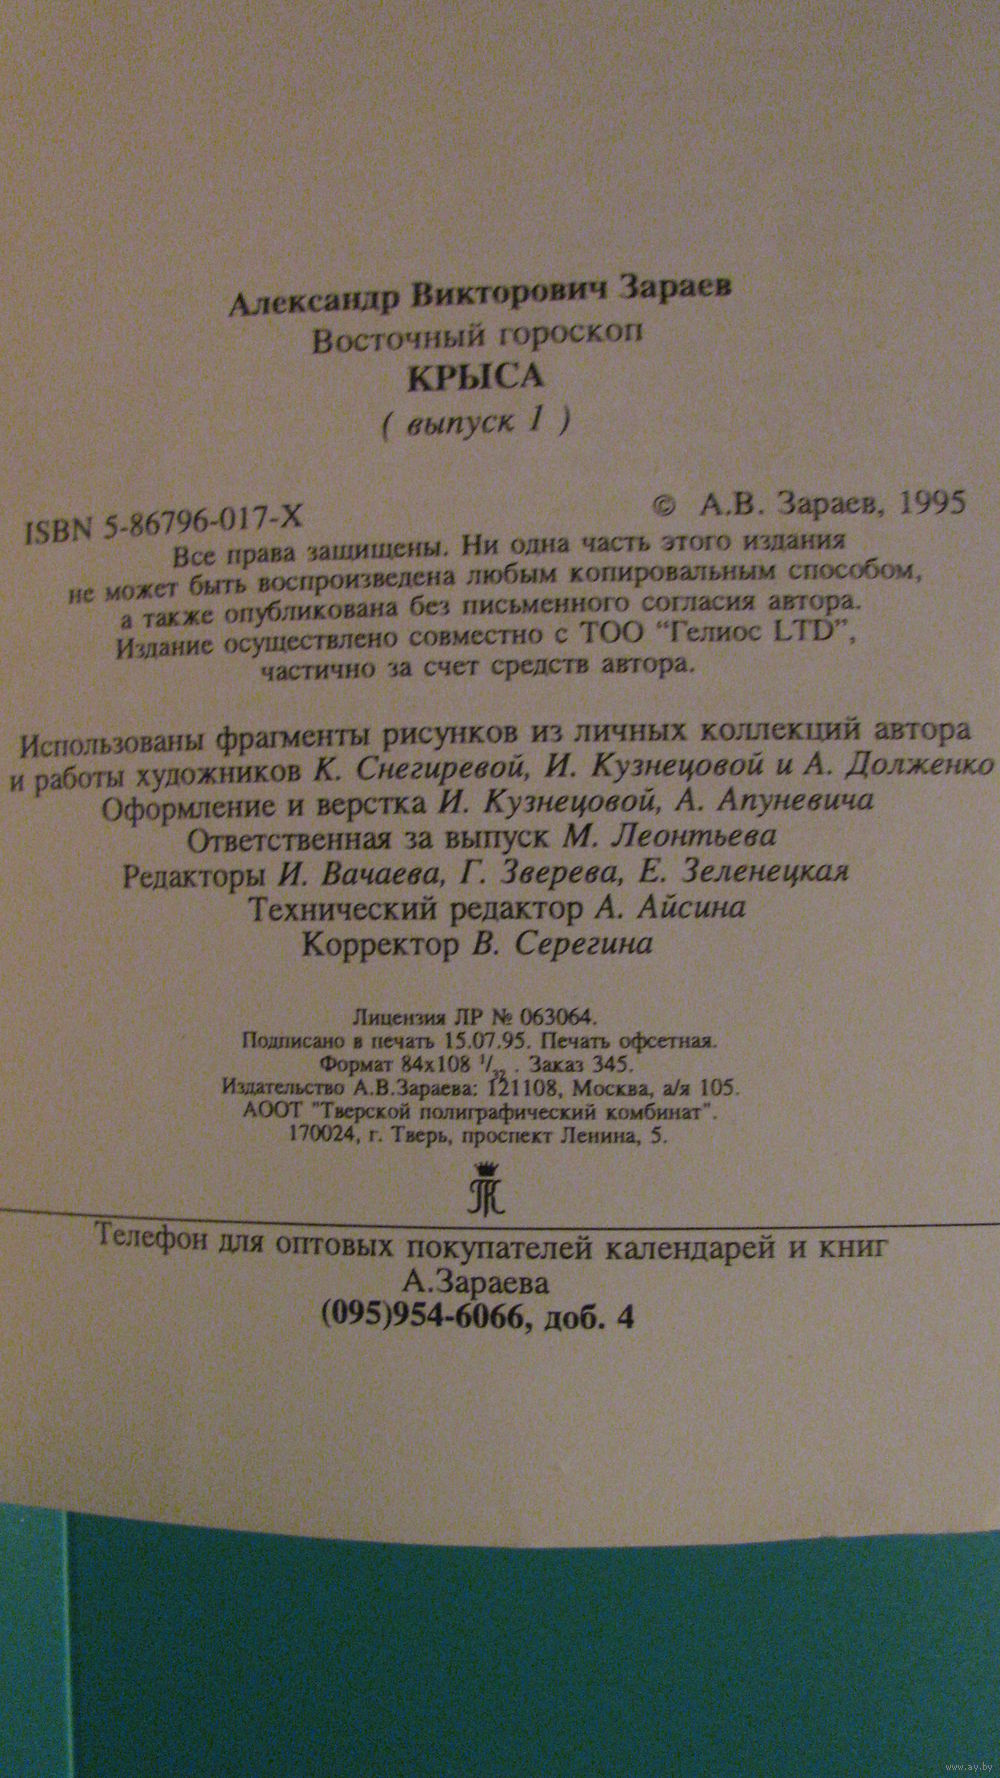 Александр Викторович Зараев
Восточный гороскоп
КРЫСА
( выпуск 1 )
ISBN 5-86796-017-X
© А.В. Зараев, 1995
Все права защищены. Ни одна часть этого издания
не может быть воспроизведена любым копировальным способом,
а также опубликована без письменного согласия автора.
Издание осуществлено совместно с ТОО "Гелиос LTD",
частично за счет средств автора.
Использованы фрагменты рисунков из личных коллекций автора
и работы художников К. Снегиревой, И. Кузнецовой и А. Долженко
Оформление и верстка И. Кузнецовой, А. Апуневича
Ответственная за выпуск М. Леонтьева
Редакторы И. Вачаева, Г. Зверева, Е. Зеленецкая
Технический редактор А. Айсина
Корректор В. Серегина
Лицензия ЛР № 063064.
Подписано в печать 15.07.95. Печать офсетная.
Формат 84х108 1/32 . Заказ 345.
Издательство А.В.Зараева: 121108, Москва, а/я 105.
АООТ "Тверской полиграфический комбинат".
170024, г. Тверь, проспект Ленина, 5.
Телефон для оптовых покупателей календарей и книг
А.Зараева
(095)954-6066, доб. 4
www.ay.by